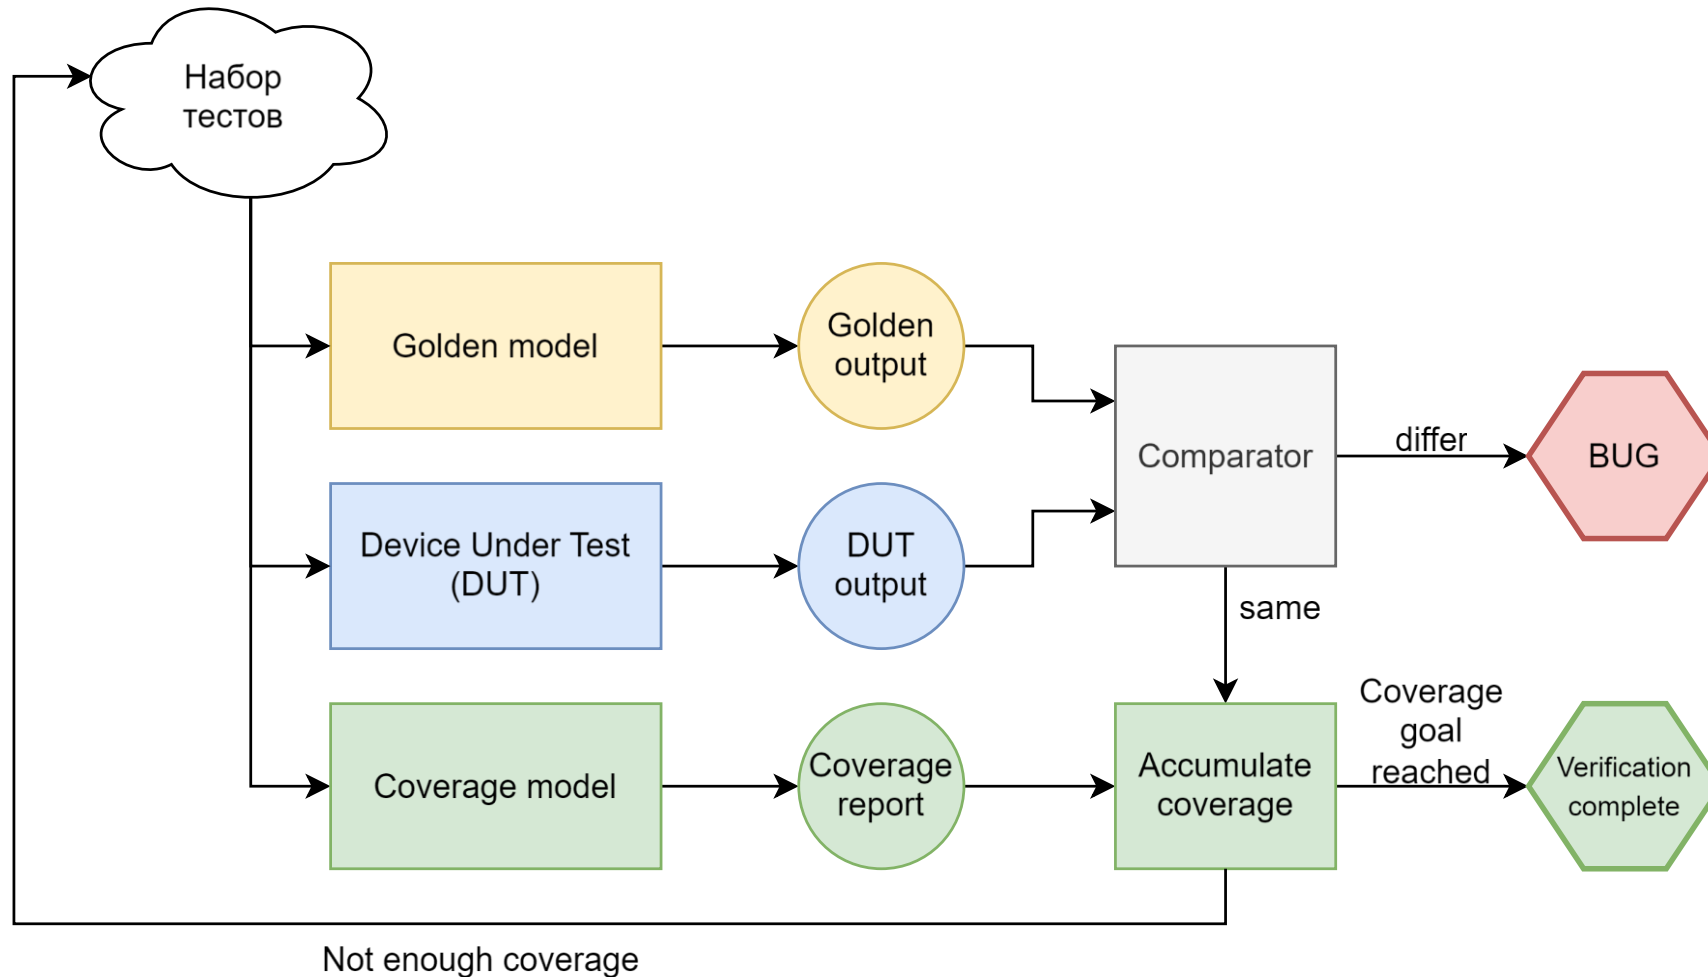 Набор
тестов
Golden model
Golden
output
Comparator
differ
BUG
Device Under Test
(DUT)
DUT
output
same
Coverage model
Coverage
report
Accumulate
coverage
Coverage
goal
reached
Verification
complete
Not enough coverage